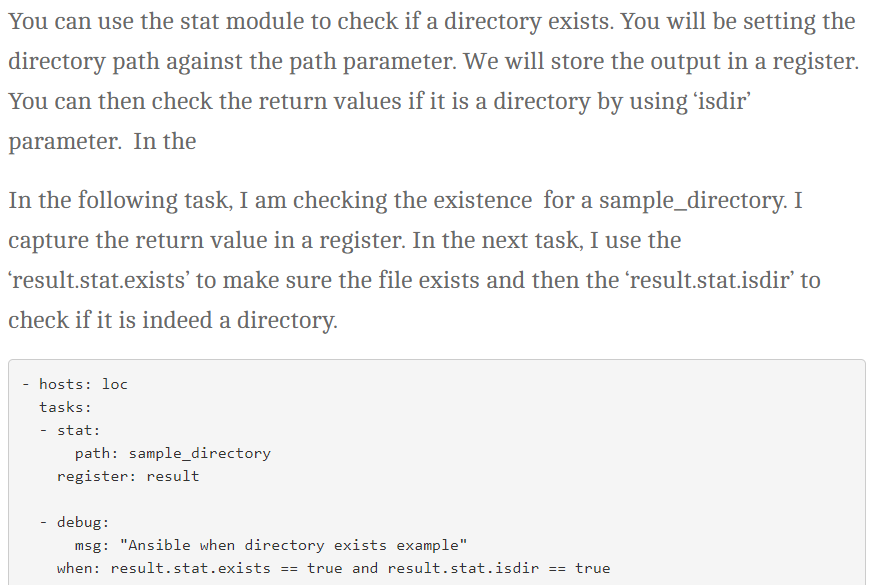 You can use the stat module to check if a directory exists. You will be setting the
directory path against the path parameter. We will store the output in a register.
You can then check the return values if it is a directory by using ‘isdir’
parameter.  In the
In the following task, I am checking the existence  for a sample_directory. I
capture the return value in a register. In the next task, I use the
‘result.stat.exists’ to make sure the file exists and then the ‘result.stat.isdir’ to
check if it is indeed a directory.
- hosts: loc
  tasks:
  - stat:
      path: sample_directory
    register: result
  - debug:
      msg: "Ansible when directory exists example"
    when: result.stat.exists == true and result.stat.isdir == true